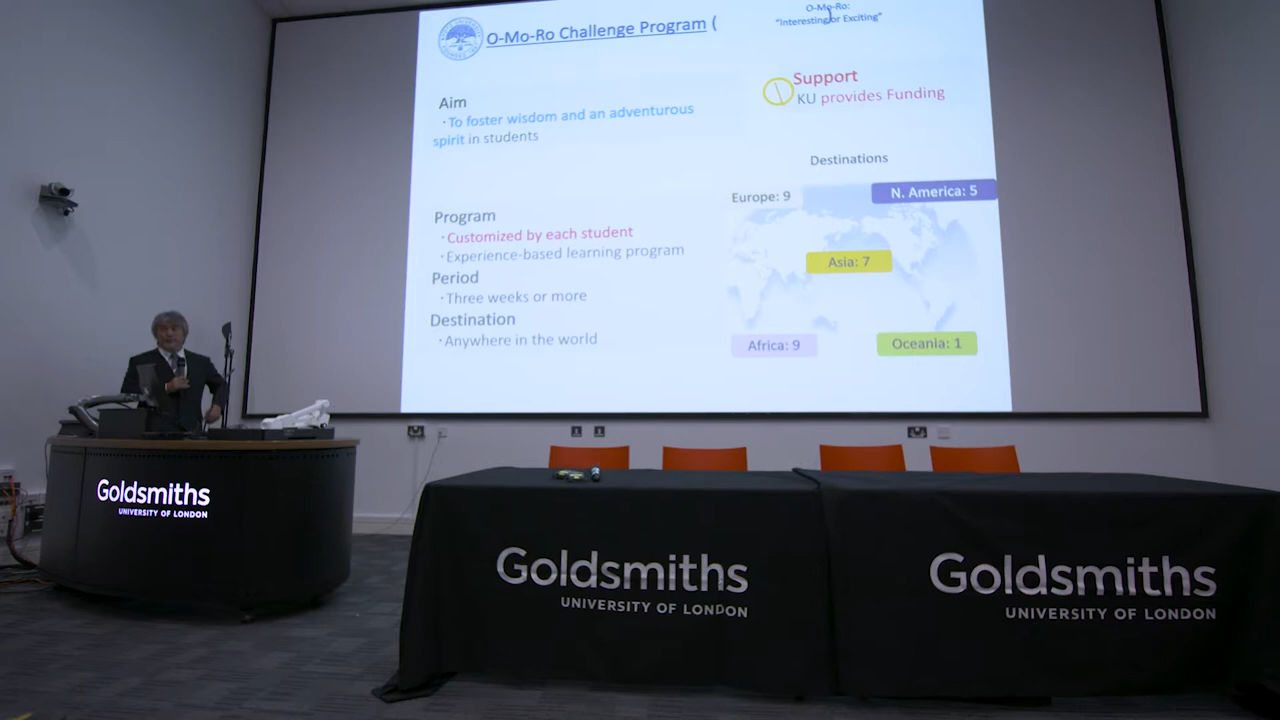 O-Mo-Ro Challenge Program (
O-Mo-Ro:
"Interesting or Exciting"
)
Aim
·To foster wisdom and an adventurous
spirit in students
Support
KU provides Funding
Program
·Customized by each student
·Experience-based learning program
Period
·Three weeks or more
Destination
·Anywhere in the world
Destinations
Europe: 9
N. America: 5
Asia: 7
Africa: 9
Oceania: 1
Goldsmiths
UNIVERSITY OF LONDON
Goldsmiths
UNIVERSITY OF LONDON
Goldsmiths
UNIVERSITY OF LONDON